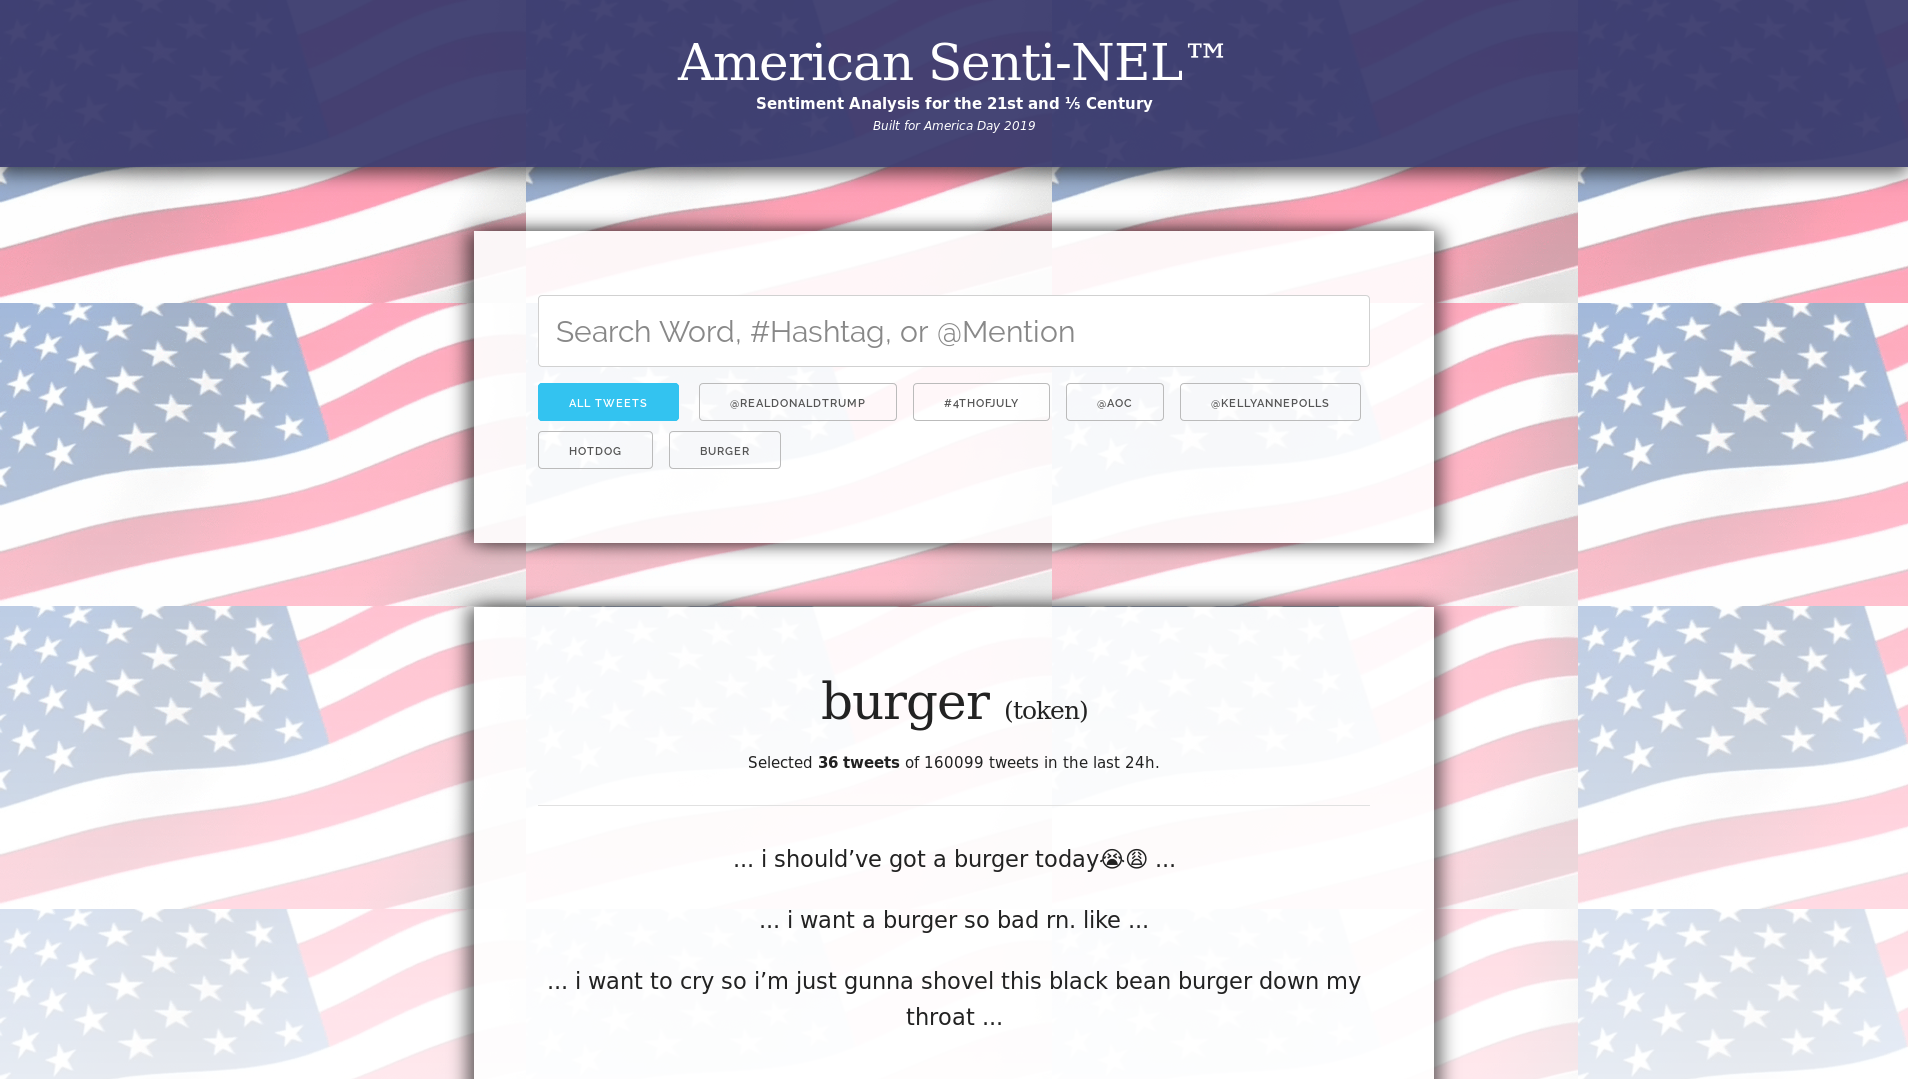 American Senti-NEL™
Sentiment Analysis for the 21st and ⅕ Century
Built for America Day 2019
Search Word, #Hashtag, or @Mention
ALL TWEETS @REALDONALDTRUMP #4THOFJULY @AOC @KELLYANNEPOLLS
HOTDOG BURGER
burger (token)
Selected 36 tweets of 160099 tweets in the last 24h.
... i should’ve got a burger today😭😩 ...
... i want a burger so bad rn. like ...
... i want to cry so i’m just gunna shovel this black bean burger down my
throat ...